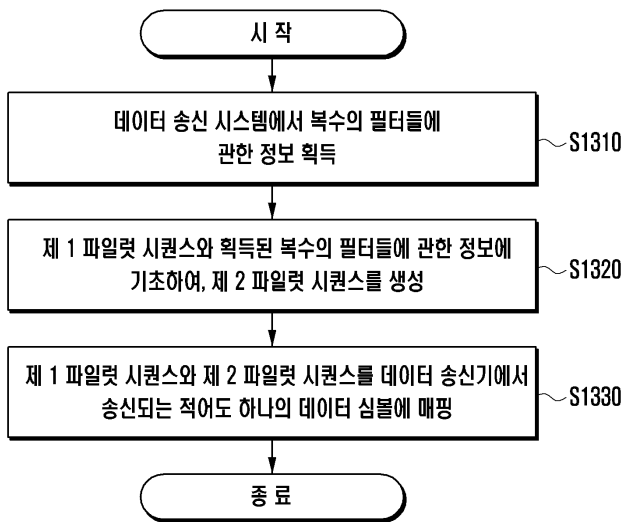 시 작
데이터 송신 시스템에서 복수의 필터들에
관한 정보 획득
S1310
제 1 파일럿 시퀀스와 획득된 복수의 필터들에 관한 정보에
기초하여, 제 2 파일럿 시퀀스를 생성
S1320
제 1 파일럿 시퀀스와 제 2 파일럿 시퀀스를 데이터 송신기에서
송신되는 적어도 하나의 데이터 심볼에 매핑
S1330
종 료